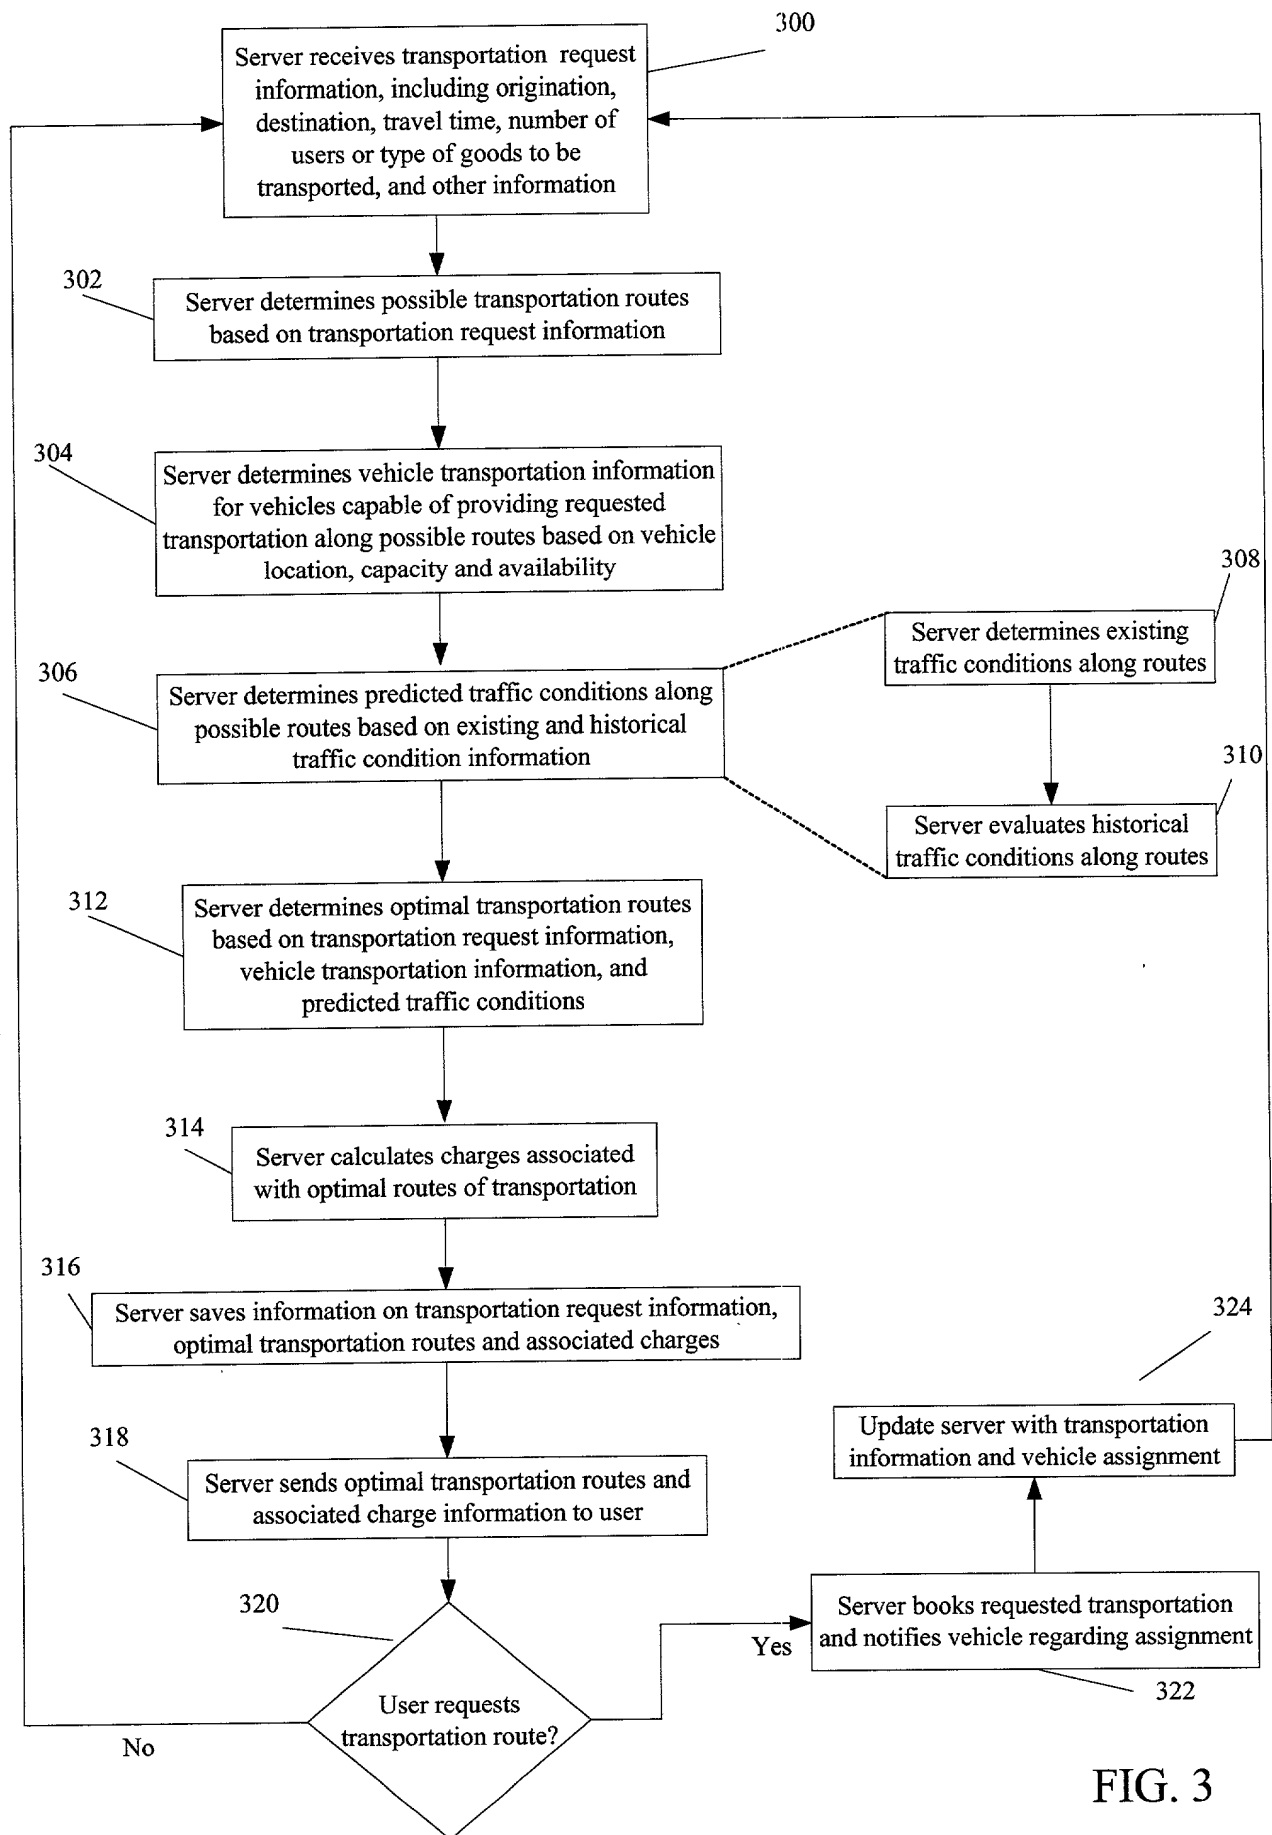 300
Server receives transportation request
information, including origination,
destination, travel time, number of
users or type of goods to be
transported, and other information
302
Server determines possible transportation routes
based on transportation request information
304
Server determines vehicle transportation information
for vehicles capable of providing requested
transportation along possible routes based on vehicle
location, capacity and availability
306
Server determines predicted traffic conditions along
possible routes based on existing and historical
traffic condition information
308
Server determines existing
traffic conditions along routes
310
Server evaluates historical
traffic conditions along routes
312
Server determines optimal transportation routes
based on transportation request information,
vehicle transportation information, and
predicted traffic conditions
314
Server calculates charges associated
with optimal routes of transportation
316
Server saves information on transportation request information,
optimal transportation routes and associated charges
318
Server sends optimal transportation routes and
associated charge information to user
320
User requests
transportation route?
No
Yes
Server books requested transportation
and notifies vehicle regarding assignment
322
324
Update server with transportation
information and vehicle assignment
FIG. 3